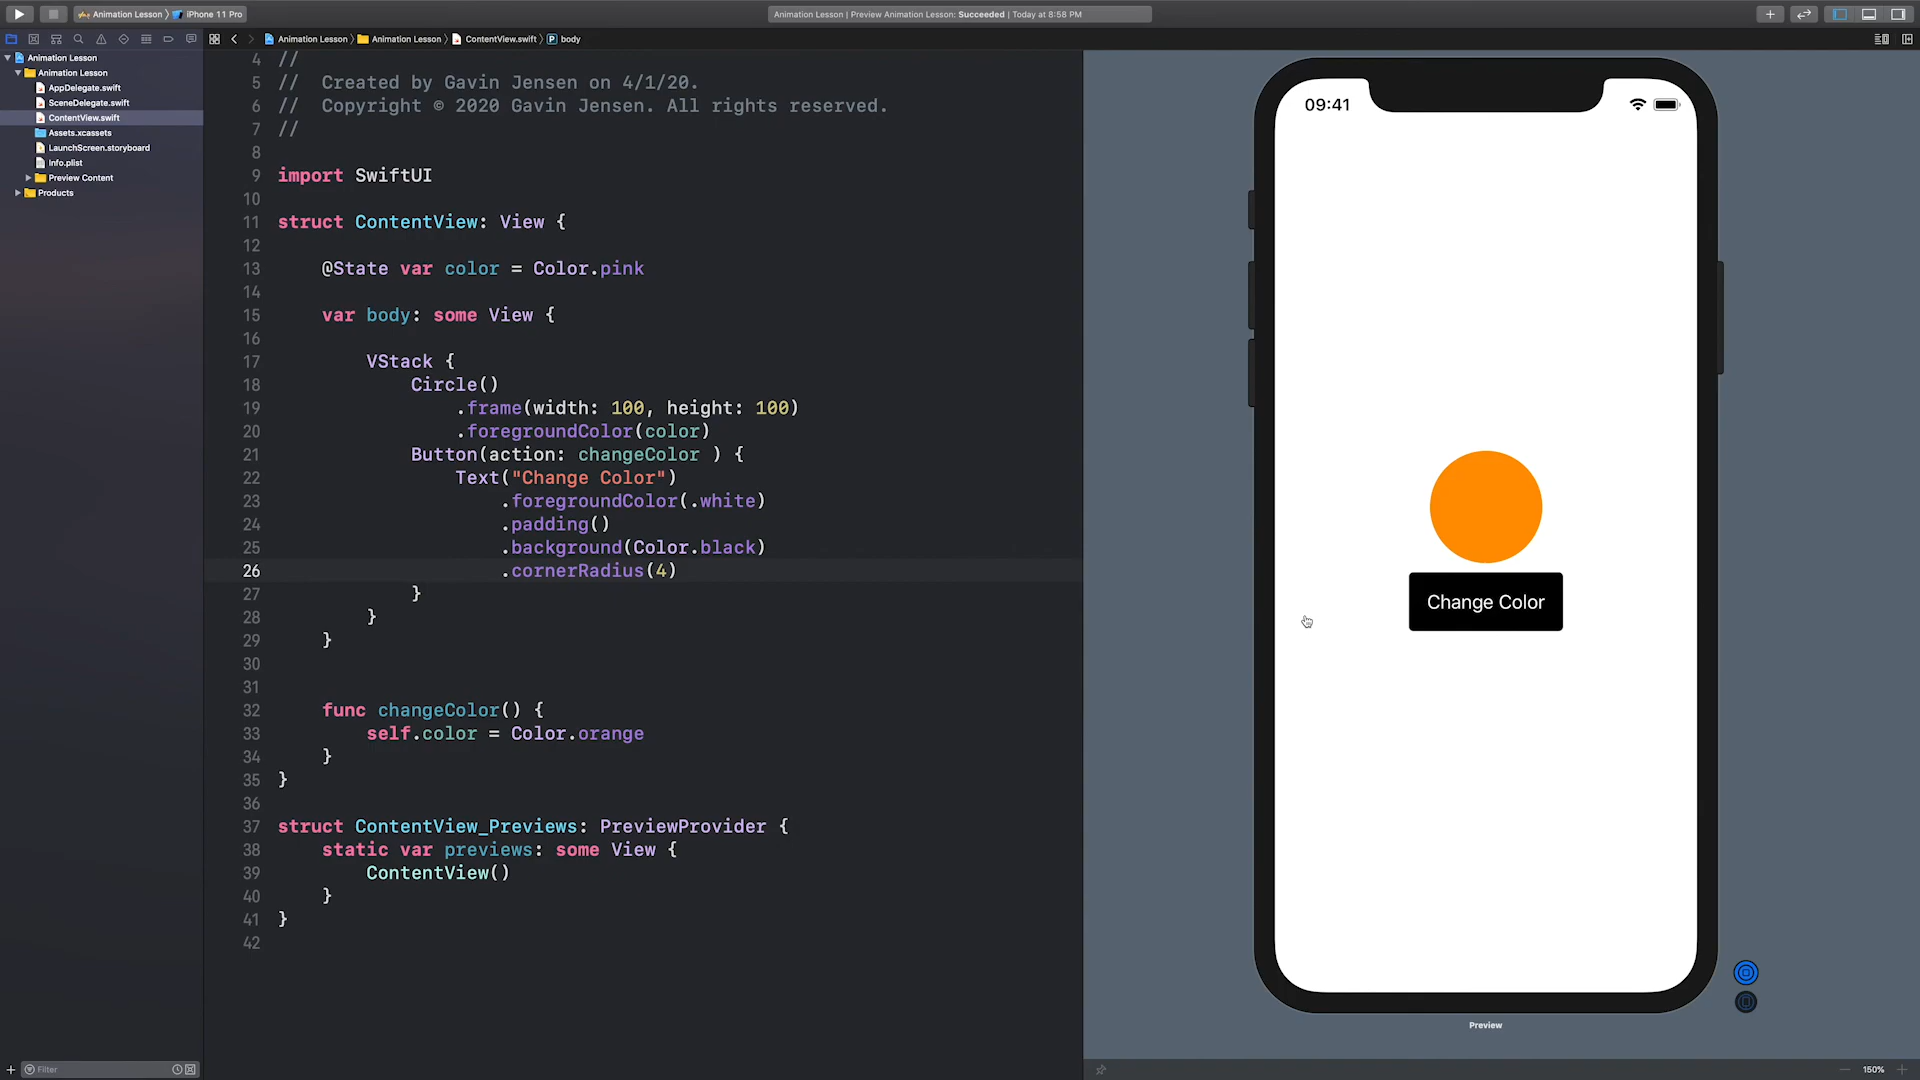 Animation Lesson
iPhone 11 Pro
Animation Lesson | Preview Animation Lesson: Succeeded | Today at 8:58 PM
Animation Lesson
Animation Lesson
ContentView.swift
body
Animation Lesson
Animation Lesson
AppDelegate.swift
SceneDelegate.swift
ContentView.swift
Assets.xcassets
LaunchScreen.storyboard
Info.plist
Preview Content
Products
4 //
5 //  Created by Gavin Jensen on 4/1/20.
6 //  Copyright © 2020 Gavin Jensen. All rights reserved.
7 //
8
9 import SwiftUI
10
11 struct ContentView: View {
12
13     @State var color = Color.pink
14
15     var body: some View {
16
17         VStack {
18             Circle()
19                 .frame(width: 100, height: 100)
20                 .foregroundColor(color)
21             Button(action: changeColor ) {
22                 Text("Change Color")
23                     .foregroundColor(.white)
24                     .padding()
25                     .background(Color.black)
26                     .cornerRadius(4)
27             }
28         }
29     }
30
31
32     func changeColor() {
33         self.color = Color.orange
34     }
35 }
36
37 struct ContentView_Previews: PreviewProvider {
38     static var previews: some View {
39         ContentView()
40     }
41 }
42
09:41
Change Color
Preview
Filter
150%